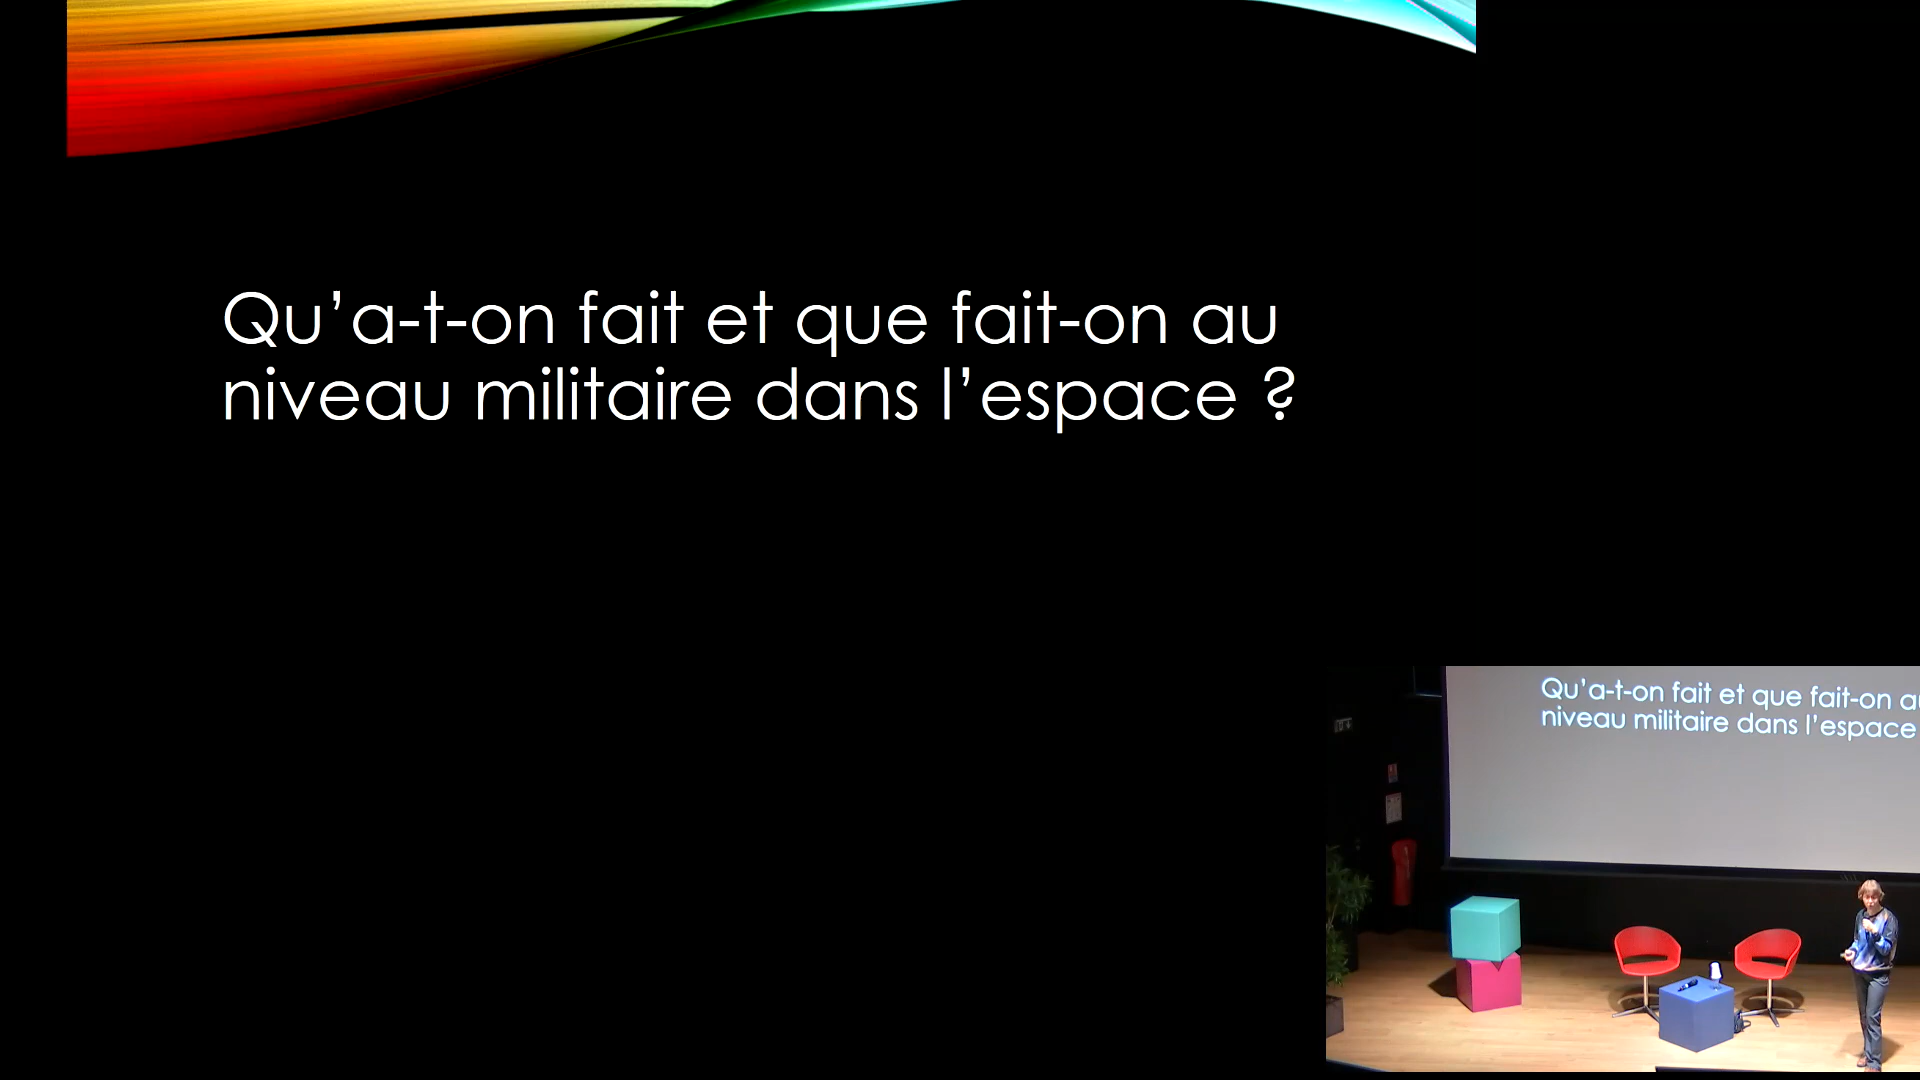 Qu’a-t-on fait et que fait-on au
niveau militaire dans l’espace ?
Qu’a-t-on fait et que fait-on au
niveau militaire dans l’espace